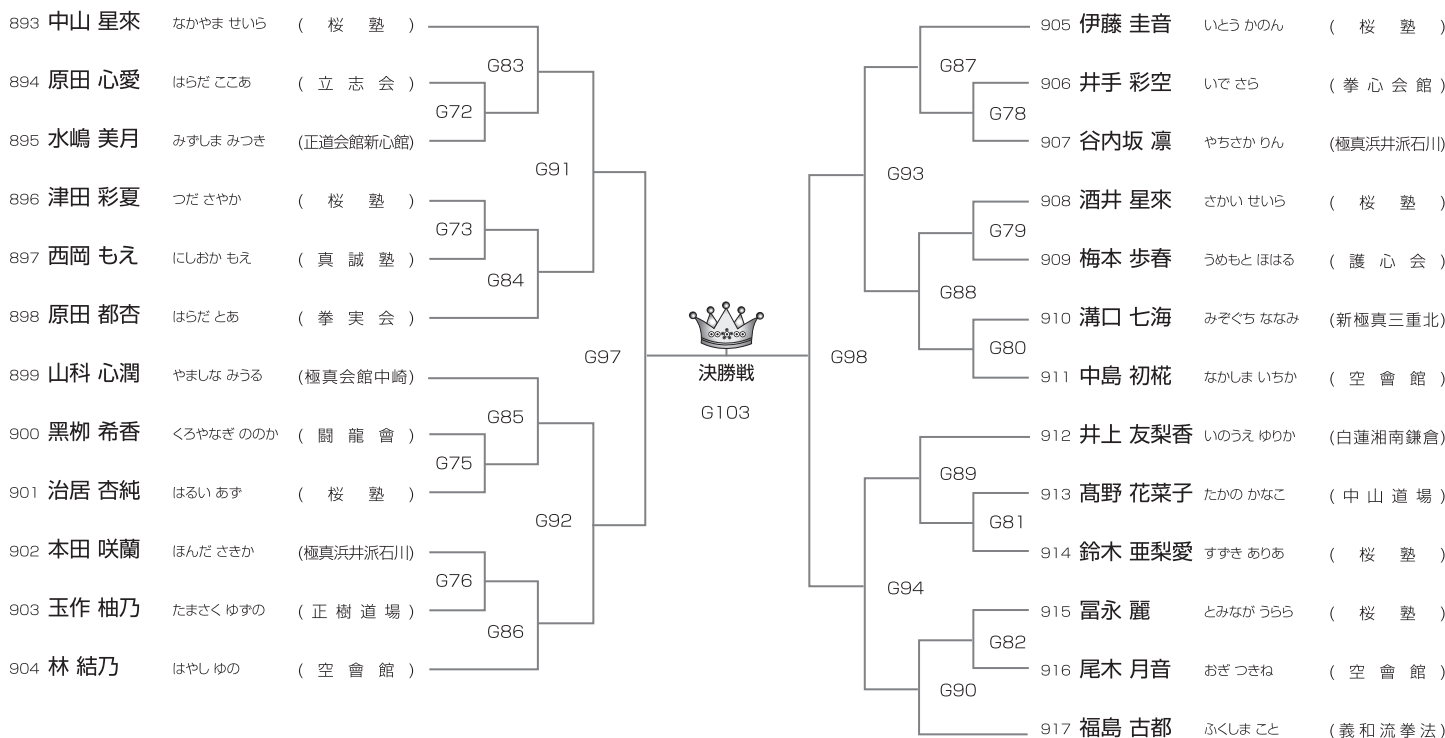 893 中山 星來 なかやま せいら ( 桜 塾 )
894 原田 心愛 はらだ ここあ ( 立 志 会 )
895 水嶋 美月 みずしま みつき (正道会館新心館)
896 津田 彩夏 つだ さやか ( 桜 塾 )
897 西岡 もえ にしおか もえ ( 真 誠 塾 )
898 原田 都杏 はらだ とあ ( 拳 実 会 )
899 山科 心潤 やましな みうる (極真会館中崎)
900 黑栁 希香 くろやなぎ ののか ( 闘 龍 會 )
901 治居 杏純 はるい あず ( 桜 塾 )
902 本田 咲蘭 ほんだ さきか (極真浜井派石川)
903 玉作 柚乃 たまさく ゆずの ( 正 樹 道 場 )
904 林 結乃 はやし ゆの ( 空 會 館 )
G83
G72
G91
G73
G84
G97
G85
G75
G92
G76
G86
決勝戦
G103
G87
G78
G93
G79
G88
G80
G98
G89
G81
G94
G82
G90
905 伊藤 圭音 いとう かのん ( 桜 塾 )
906 井手 彩空 いで さら ( 拳 心 会 館 )
907 谷内坂 凛 やちさか りん (極真浜井派石川)
908 酒井 星來 さかい せいら ( 桜 塾 )
909 梅本 歩春 うめもと ほはる ( 護 心 会 )
910 溝口 七海 みぞぐち ななみ (新極真三重北)
911 中島 初椛 なかしま いちか ( 空 會 館 )
912 井上 友梨香 いのうえ ゆりか (白蓮湘南鎌倉)
913 髙野 花菜子 たかの かなこ ( 中 山 道 場 )
914 鈴木 亜梨愛 すずき ありあ ( 桜 塾 )
915 冨永 麗 とみなが うらら ( 桜 塾 )
916 尾木 月音 おぎ つきね ( 空 會 館 )
917 福島 古都 ふくしま こと ( 義 和 流 拳 法 )